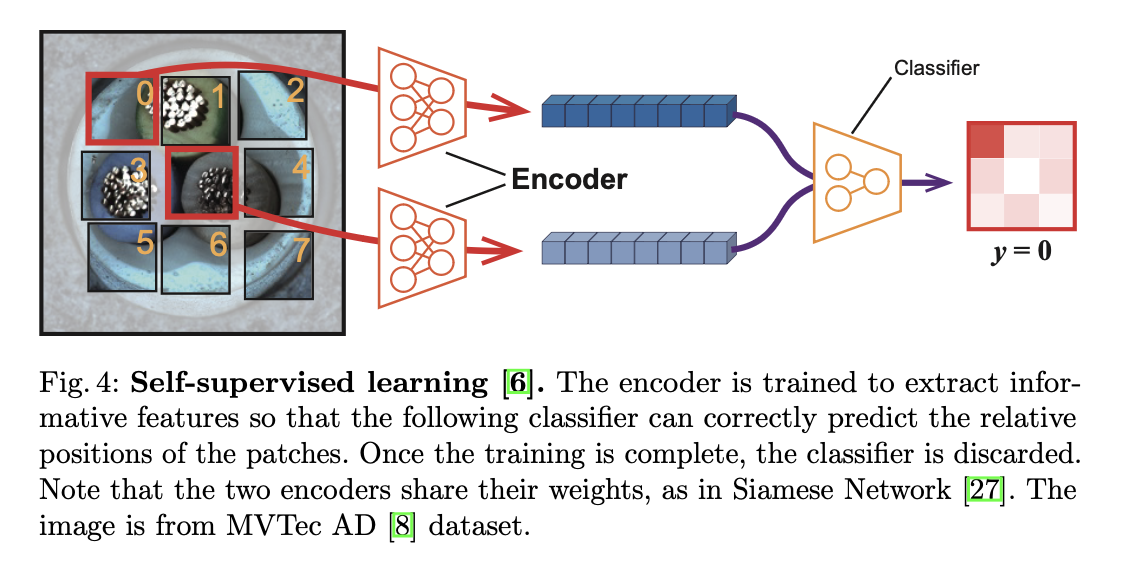 0 1 2
3 4
5 6 7
Encoder
Classifier
y = 0
Fig. 4: Self-supervised learning [6]. The encoder is trained to extract infor-
mative features so that the following classifier can correctly predict the relative
positions of the patches. Once the training is complete, the classifier is discarded.
Note that the two encoders share their weights, as in Siamese Network [27]. The
image is from MVTec AD [8] dataset.